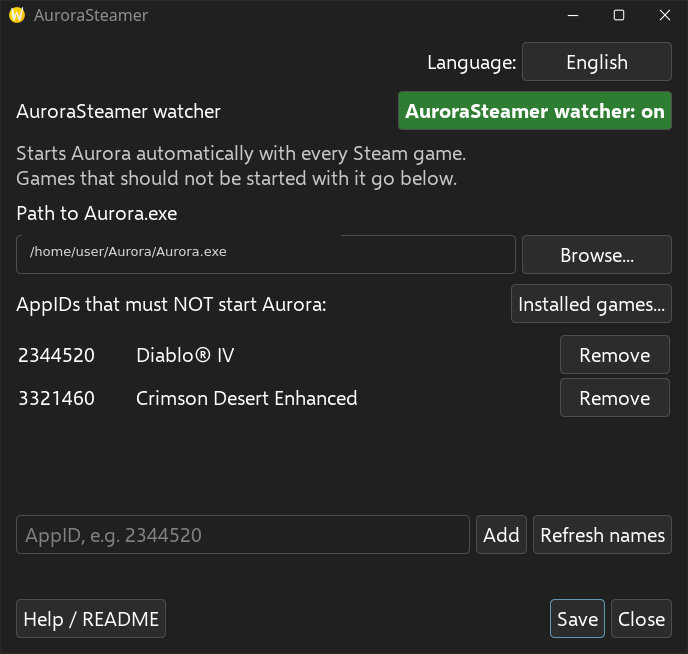 AuroraSteamer
Language: English
AuroraSteamer watcher AuroraSteamer watcher: on
Starts Aurora automatically with every Steam game.
Games that should not be started with it go below.
Path to Aurora.exe
/home/user/Aurora/Aurora.exe Browse...
AppIDs that must NOT start Aurora: Installed games...
2344520 Diablo® IV Remove
3321460 Crimson Desert Enhanced Remove
AppID, e.g. 2344520 Add Refresh names
Help / README Save Close